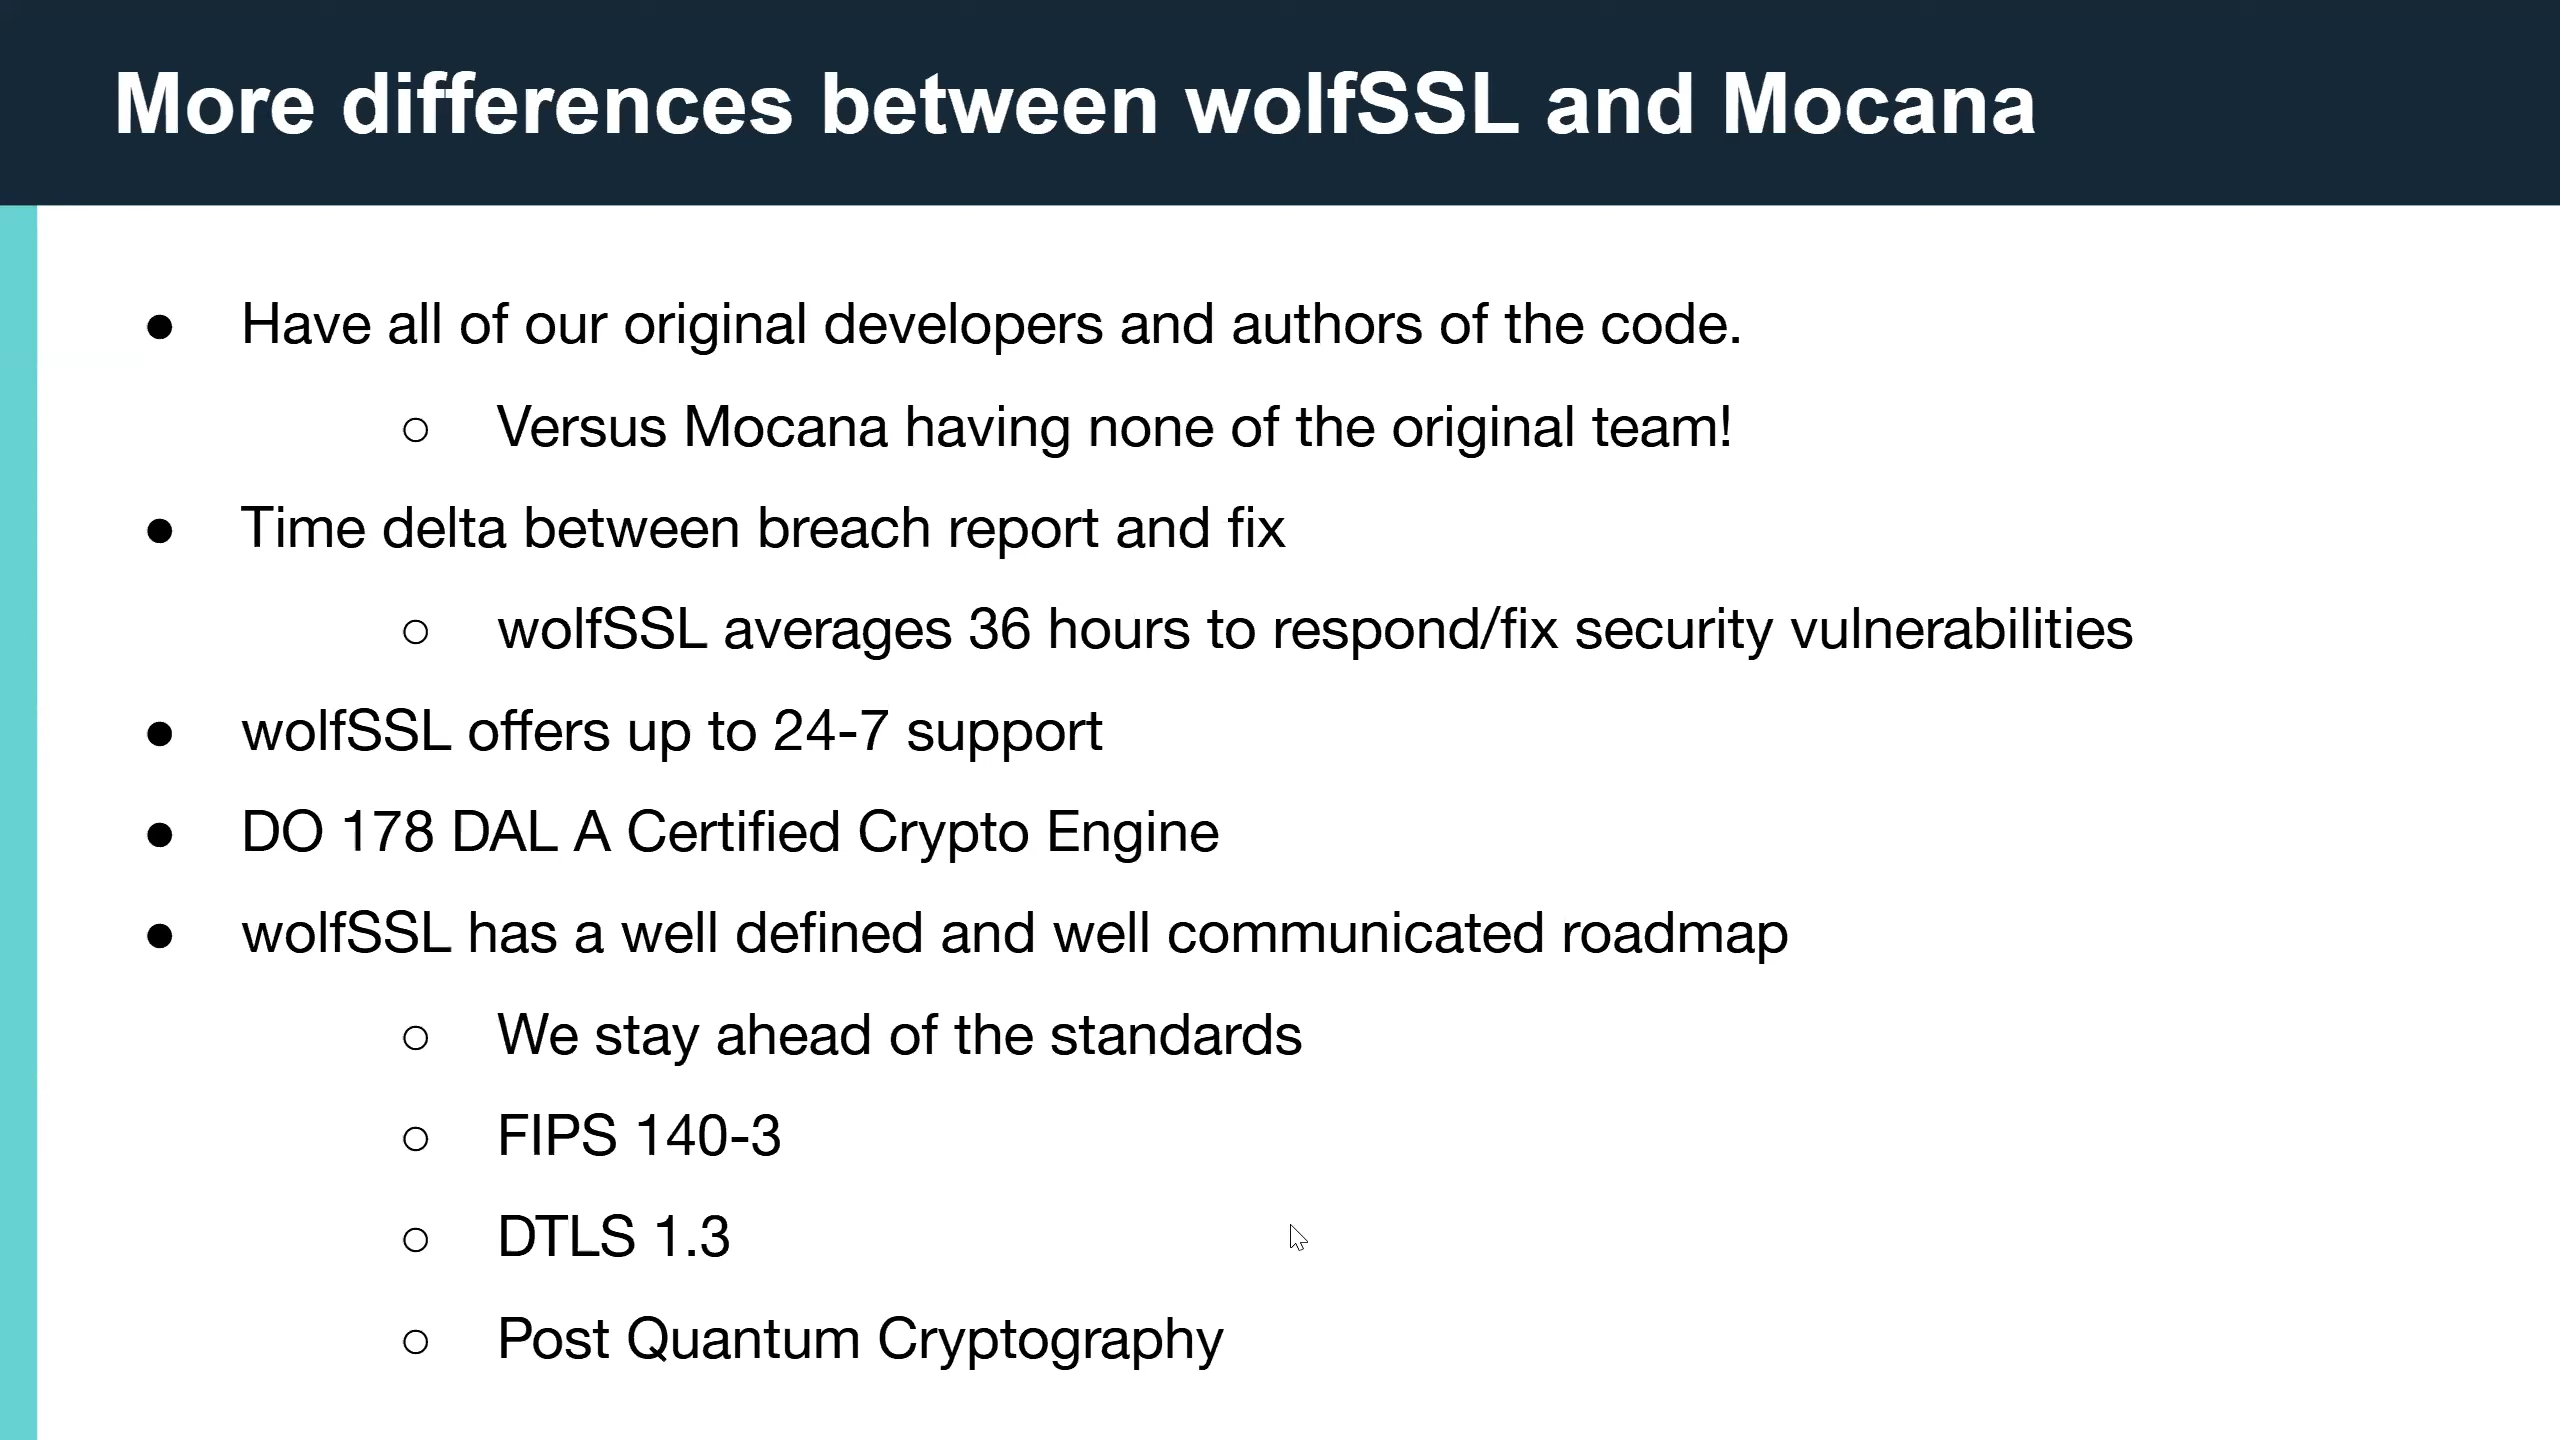 More differences between wolfSSL and Mocana
● Have all of our original developers and authors of the code.
○ Versus Mocana having none of the original team!
● Time delta between breach report and fix
○ wolfSSL averages 36 hours to respond/fix security vulnerabilities
● wolfSSL offers up to 24-7 support
● DO 178 DAL A Certified Crypto Engine
● wolfSSL has a well defined and well communicated roadmap
○ We stay ahead of the standards
○ FIPS 140-3
○ DTLS 1.3
○ Post Quantum Cryptography